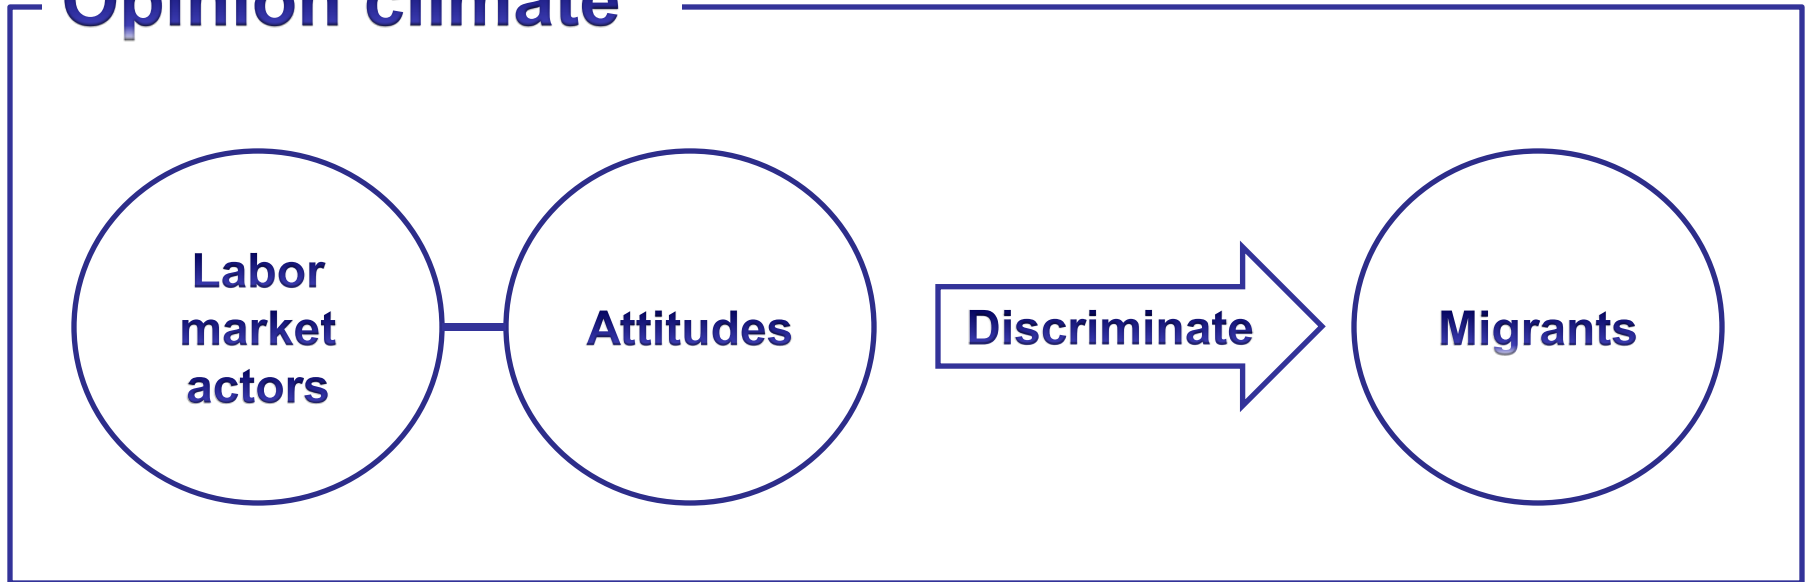 Opinion climate
Labor
market
actors
Attitudes
Discriminate
Migrants